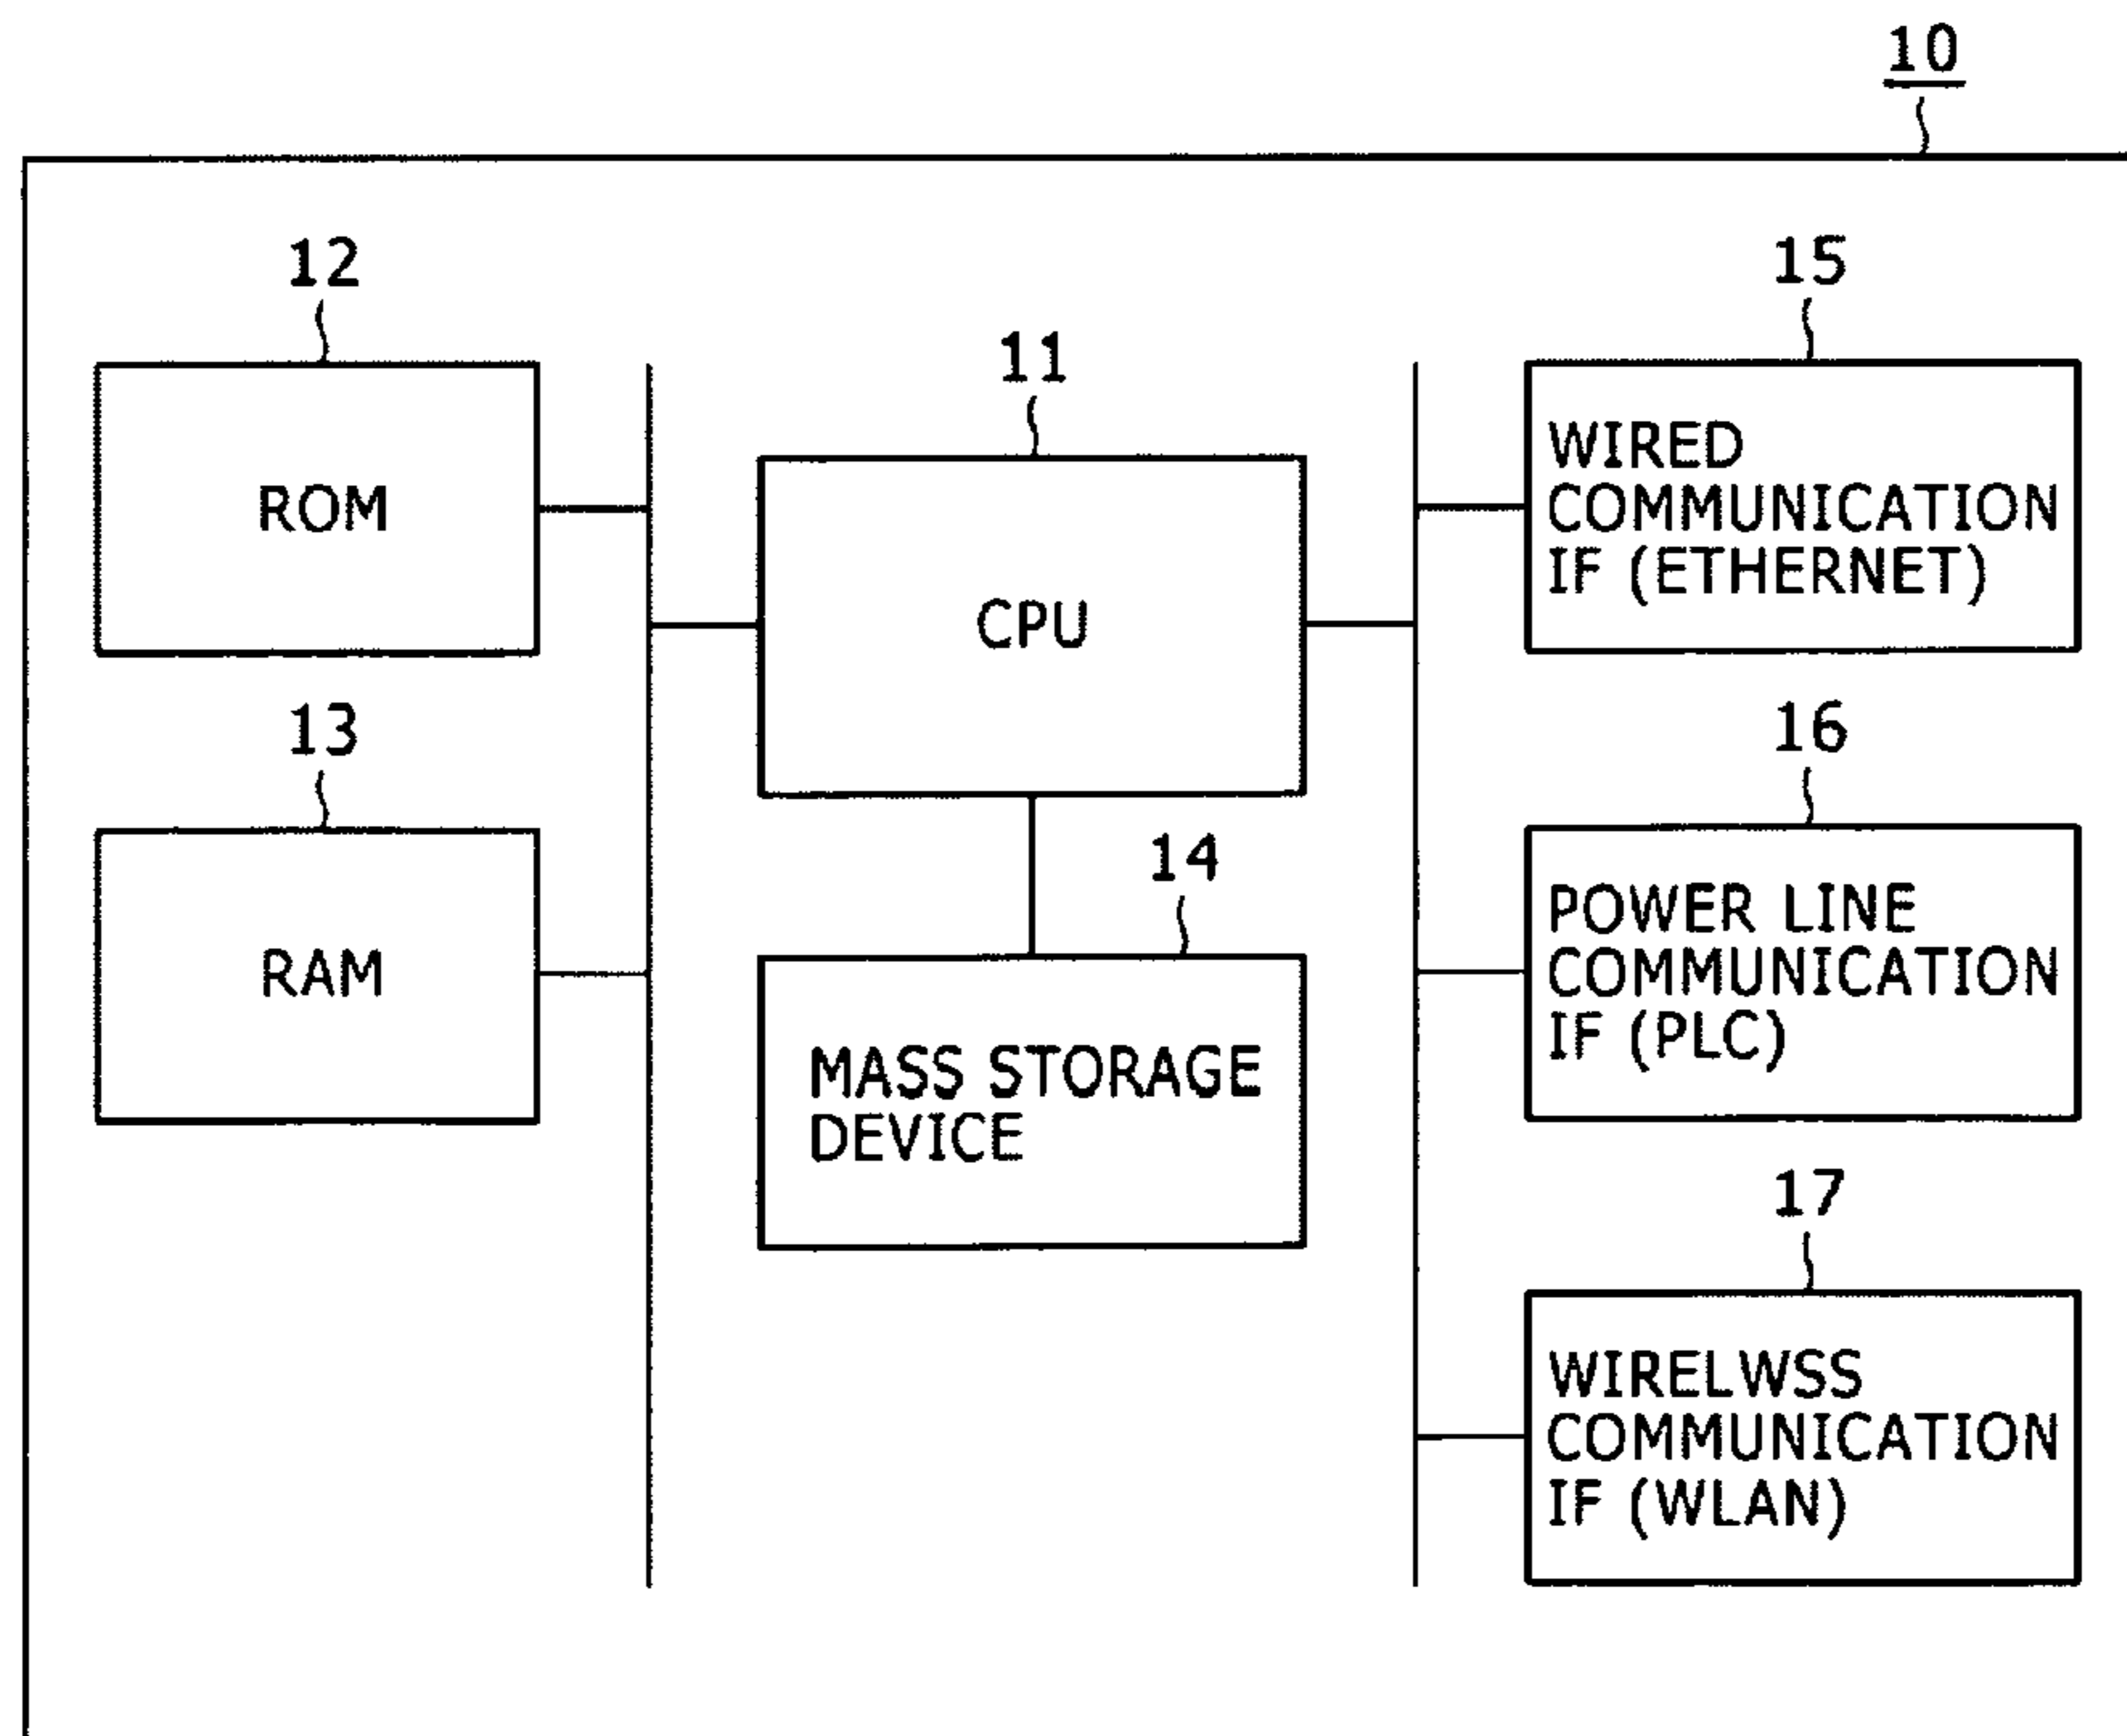 10
12
ROM
13
RAM
11
CPU
14
MASS STORAGE
DEVICE
15
WIRED
COMMUNICATION
IF (ETHERNET)
16
POWER LINE
COMMUNICATION
IF (PLC)
17
WIRELWSS
COMMUNICATION
IF (WLAN)